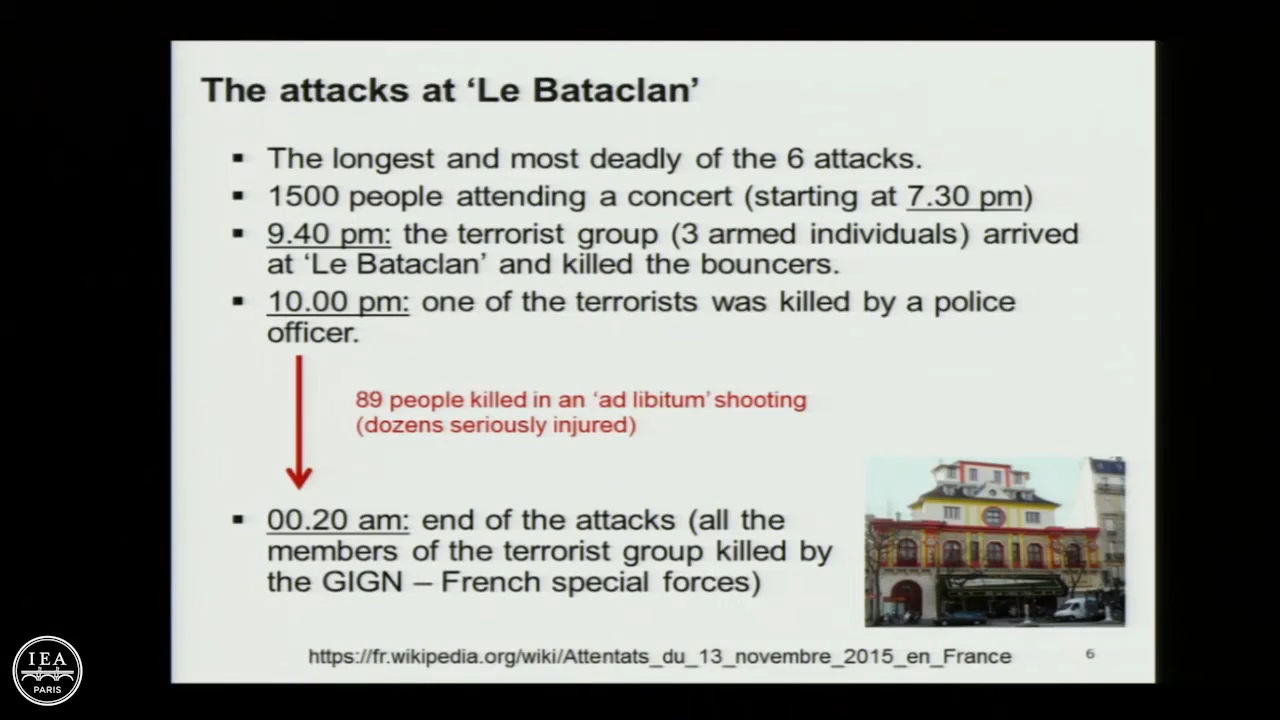 The attacks at ‘Le Bataclan’
▪ The longest and most deadly of the 6 attacks.
▪ 1500 people attending a concert (starting at 7.30 pm)
▪ 9.40 pm: the terrorist group (3 armed individuals) arrived
at ‘Le Bataclan’ and killed the bouncers.
▪ 10.00 pm: one of the terrorists was killed by a police
officer.
89 people killed in an ‘ad libitum’ shooting
(dozens seriously injured)
▪ 00.20 am: end of the attacks (all the
members of the terrorist group killed by
the GIGN – French special forces)
https://fr.wikipedia.org/wiki/Attentats_du_13_novembre_2015_en_France
6
IEA
PARIS